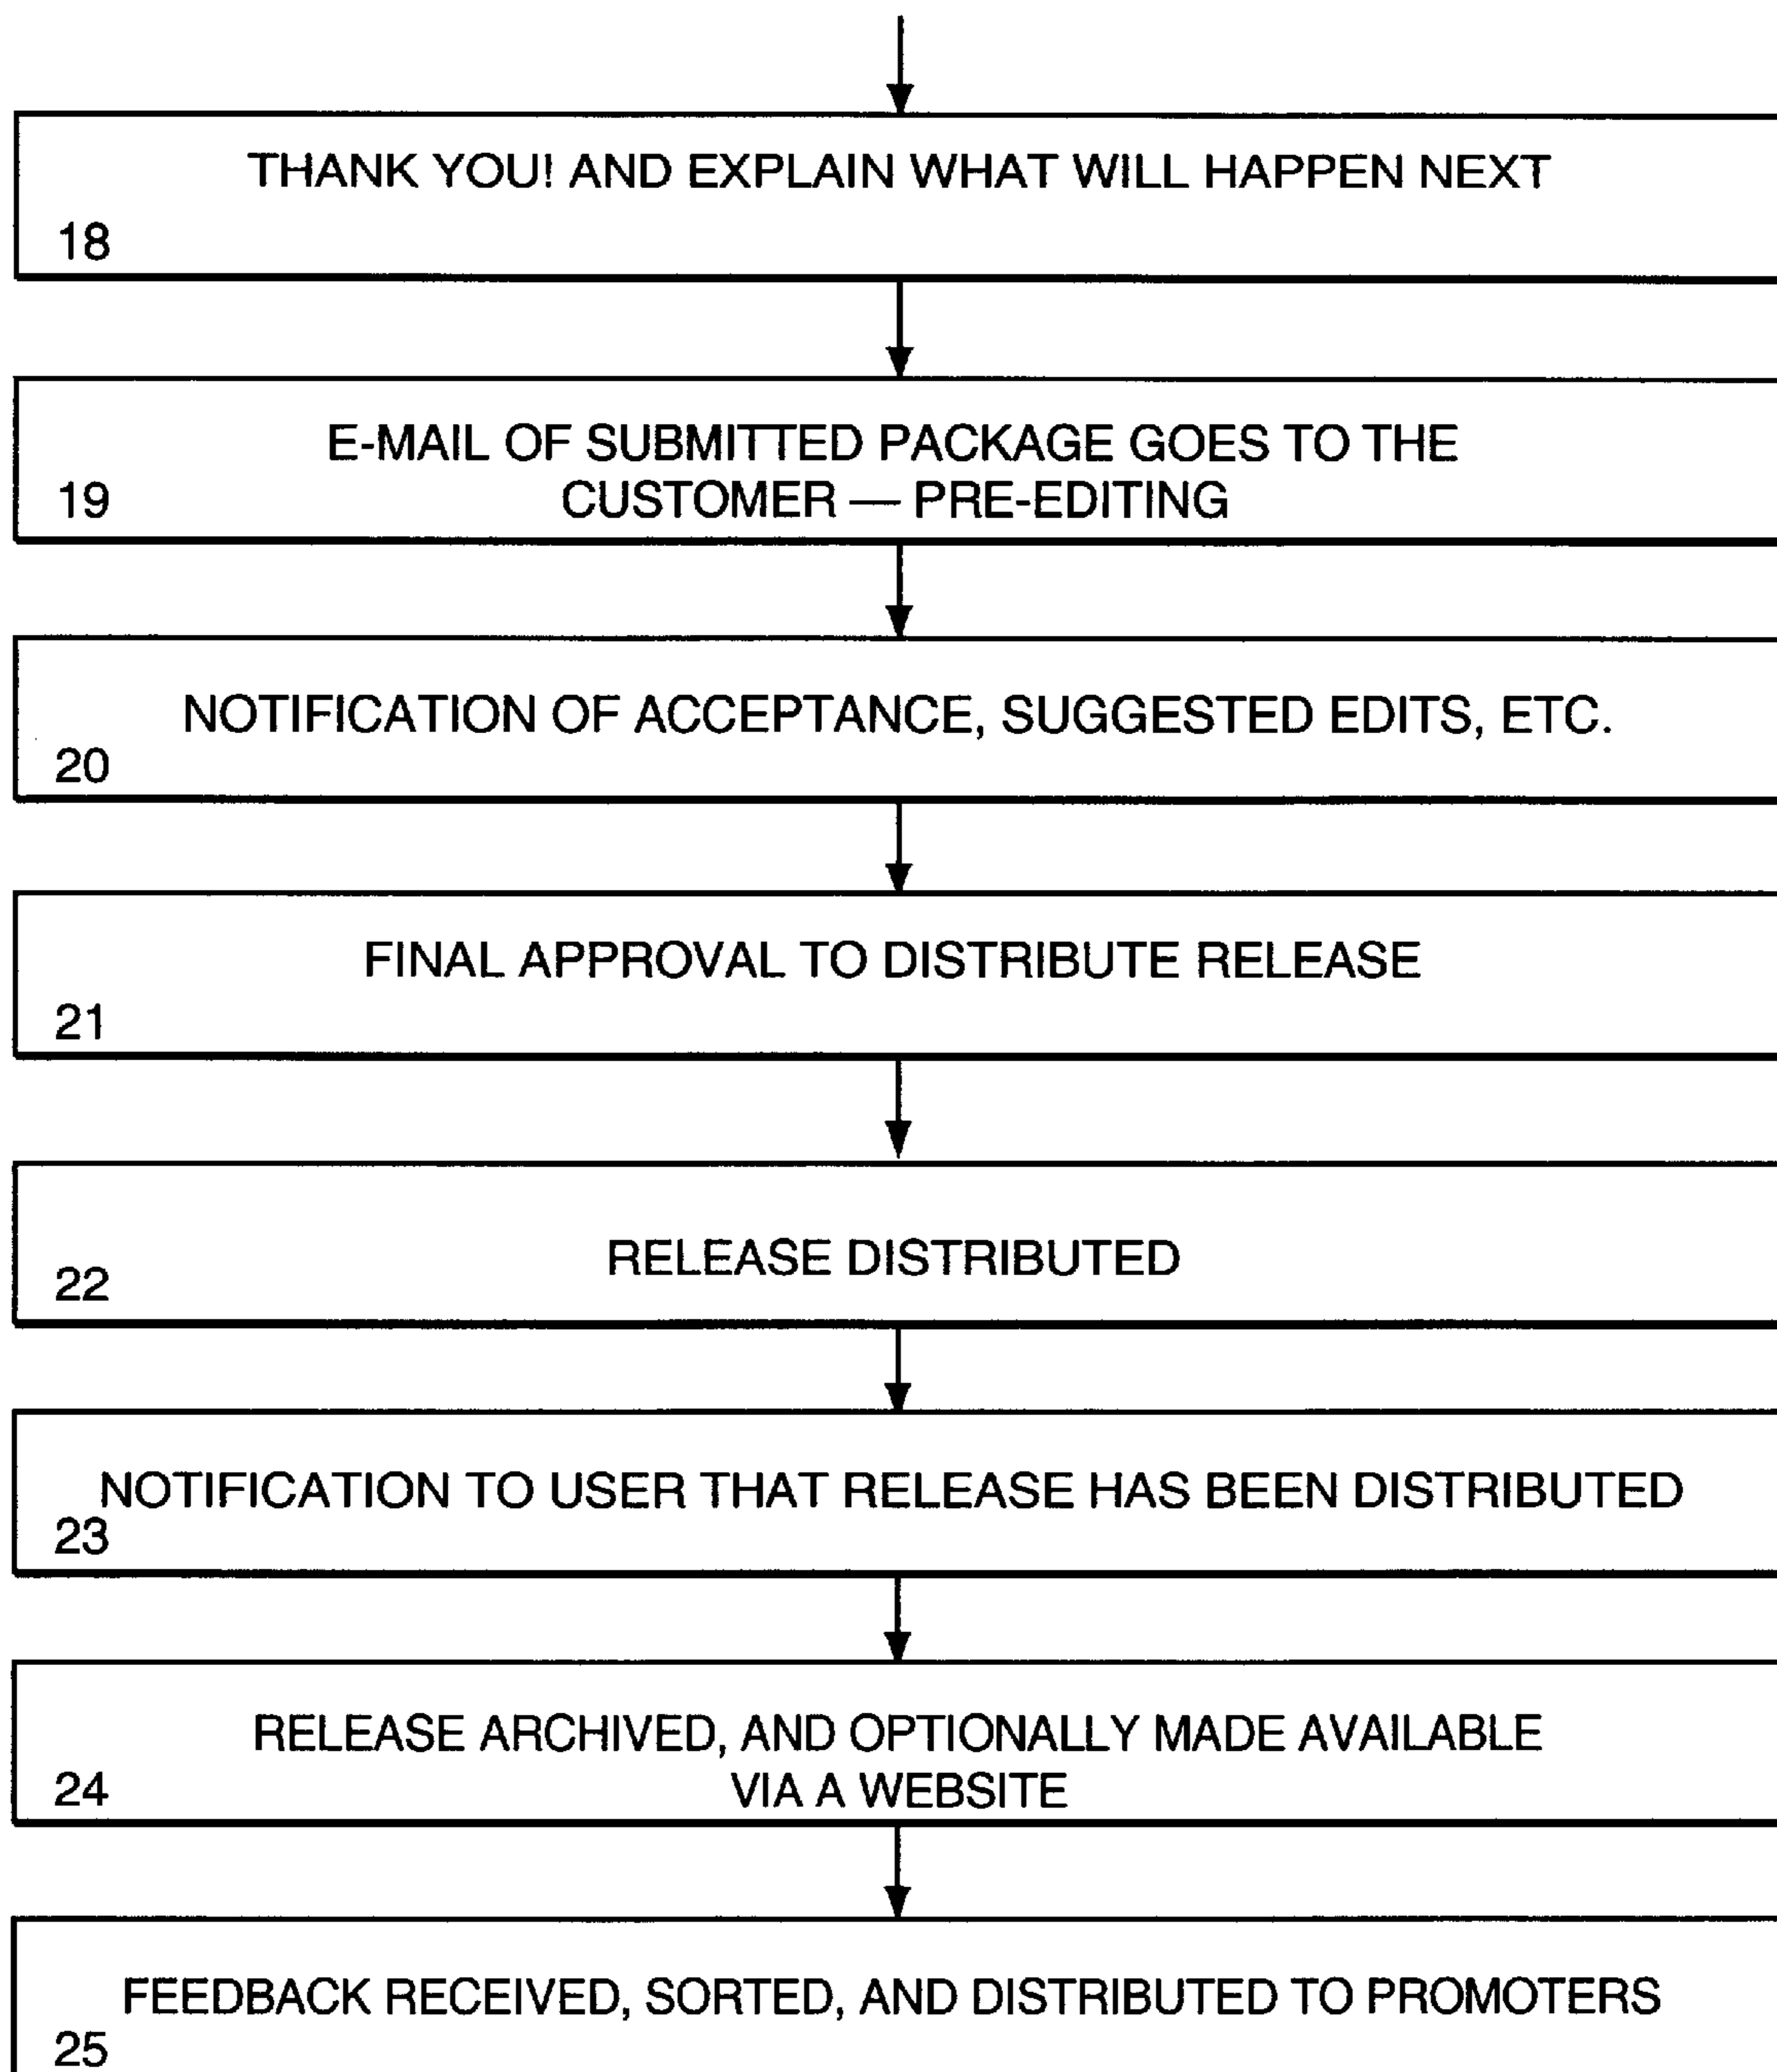 THANK YOU! AND EXPLAIN WHAT WILL HAPPEN NEXT
18
E-MAIL OF SUBMITTED PACKAGE GOES TO THE
CUSTOMER — PRE-EDITING
19
NOTIFICATION OF ACCEPTANCE, SUGGESTED EDITS, ETC.
20
FINAL APPROVAL TO DISTRIBUTE RELEASE
21
RELEASE DISTRIBUTED
22
NOTIFICATION TO USER THAT RELEASE HAS BEEN DISTRIBUTED
23
RELEASE ARCHIVED, AND OPTIONALLY MADE AVAILABLE
VIA A WEBSITE
24
FEEDBACK RECEIVED, SORTED, AND DISTRIBUTED TO PROMOTERS
25